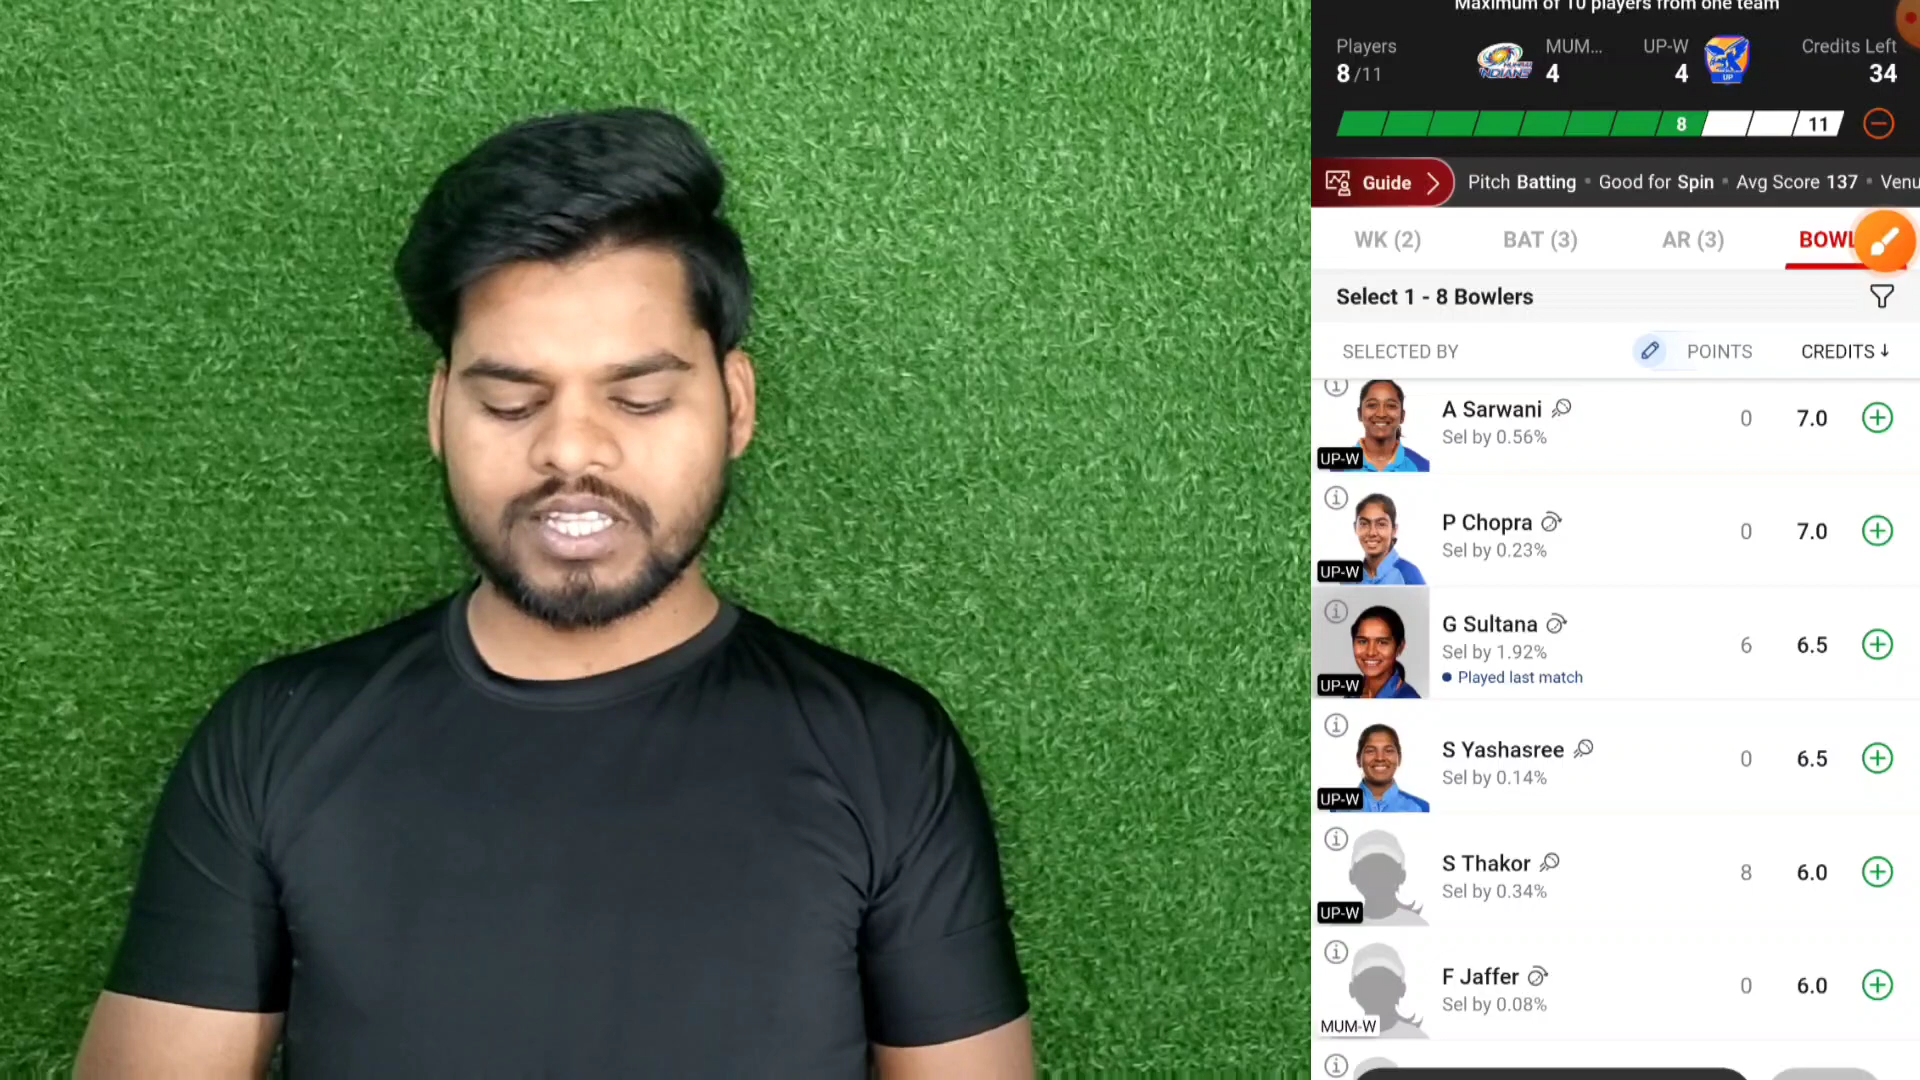 Maximum of 10 players from one team
Players MUM... UP-W Credits Left
8/11 4 4 34
8 11
Guide Pitch Batting • Good for Spin • Avg Score 137 • Venu
WK (2) BAT (3) AR (3) BOWL
Select 1 - 8 Bowlers
SELECTED BY POINTS CREDITS↓
A Sarwani 0 7.0
Sel by 0.56%
UP-W
P Chopra 0 7.0
Sel by 0.23%
UP-W
G Sultana 6 6.5
Sel by 1.92%
• Played last match
UP-W
S Yashasree 0 6.5
Sel by 0.14%
UP-W
S Thakor 8 6.0
Sel by 0.34%
UP-W
F Jaffer 0 6.0
Sel by 0.08%
MUM-W